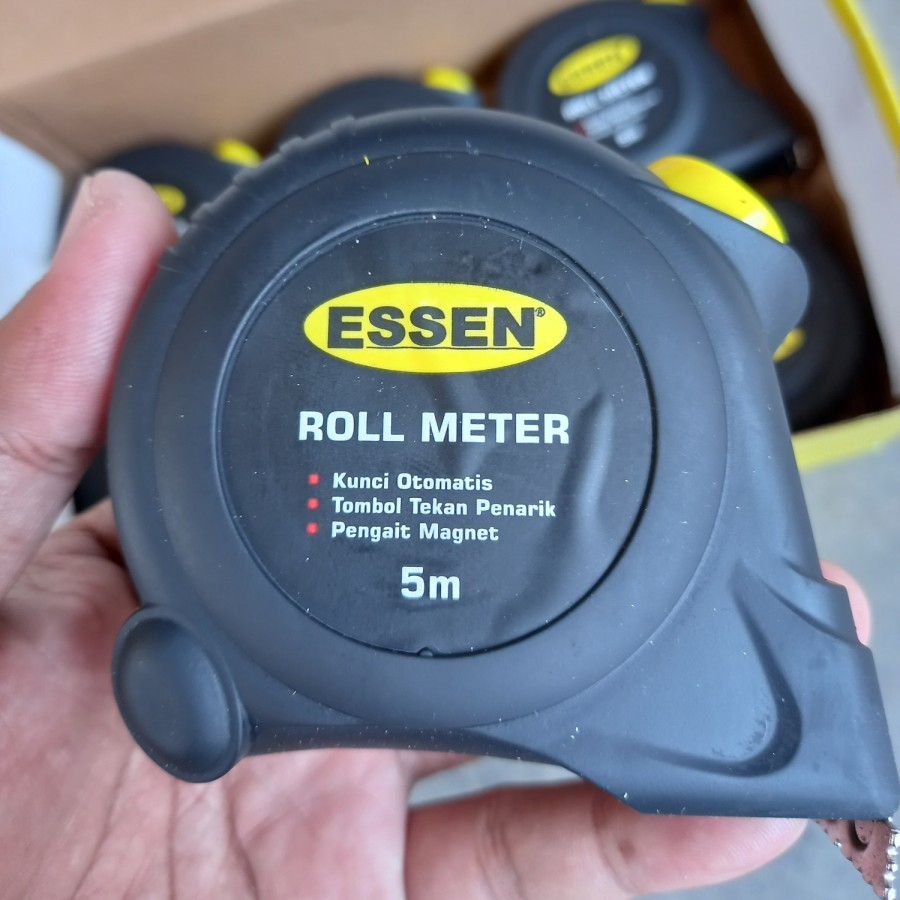 ESSEN®
ROLL METER
Kunci Otomatis
Tombol Tekan Penarik
Pengait Magnet
5m